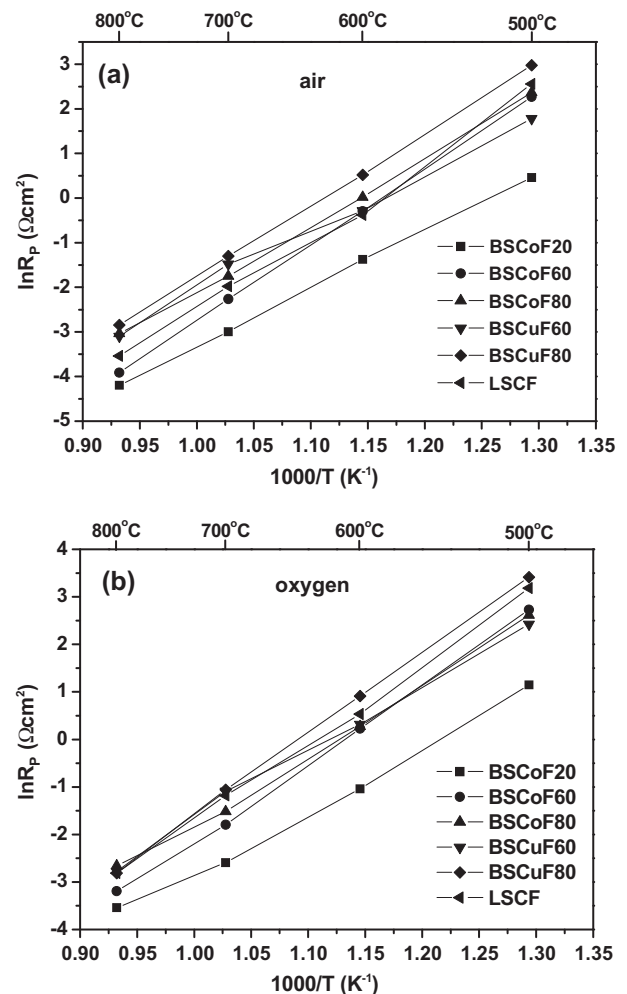 800°C 700°C 600°C 500°C
(a) air
3
2
1
0
-1
-2
-3
-4
-5
lnRP (Ωcm²)
BSCoF20
BSCoF60
BSCoF80
BSCuF60
BSCuF80
LSCF
0.90 0.95 1.00 1.05 1.10 1.15 1.20 1.25 1.30 1.35
1000/T (K⁻¹)
800°C 700°C 600°C 500°C
(b) oxygen
4
3
2
1
0
-1
-2
-3
-4
lnRP (Ωcm²)
BSCoF20
BSCoF60
BSCoF80
BSCuF60
BSCuF80
LSCF
0.90 0.95 1.00 1.05 1.10 1.15 1.20 1.25 1.30 1.35
1000/T (K⁻¹)